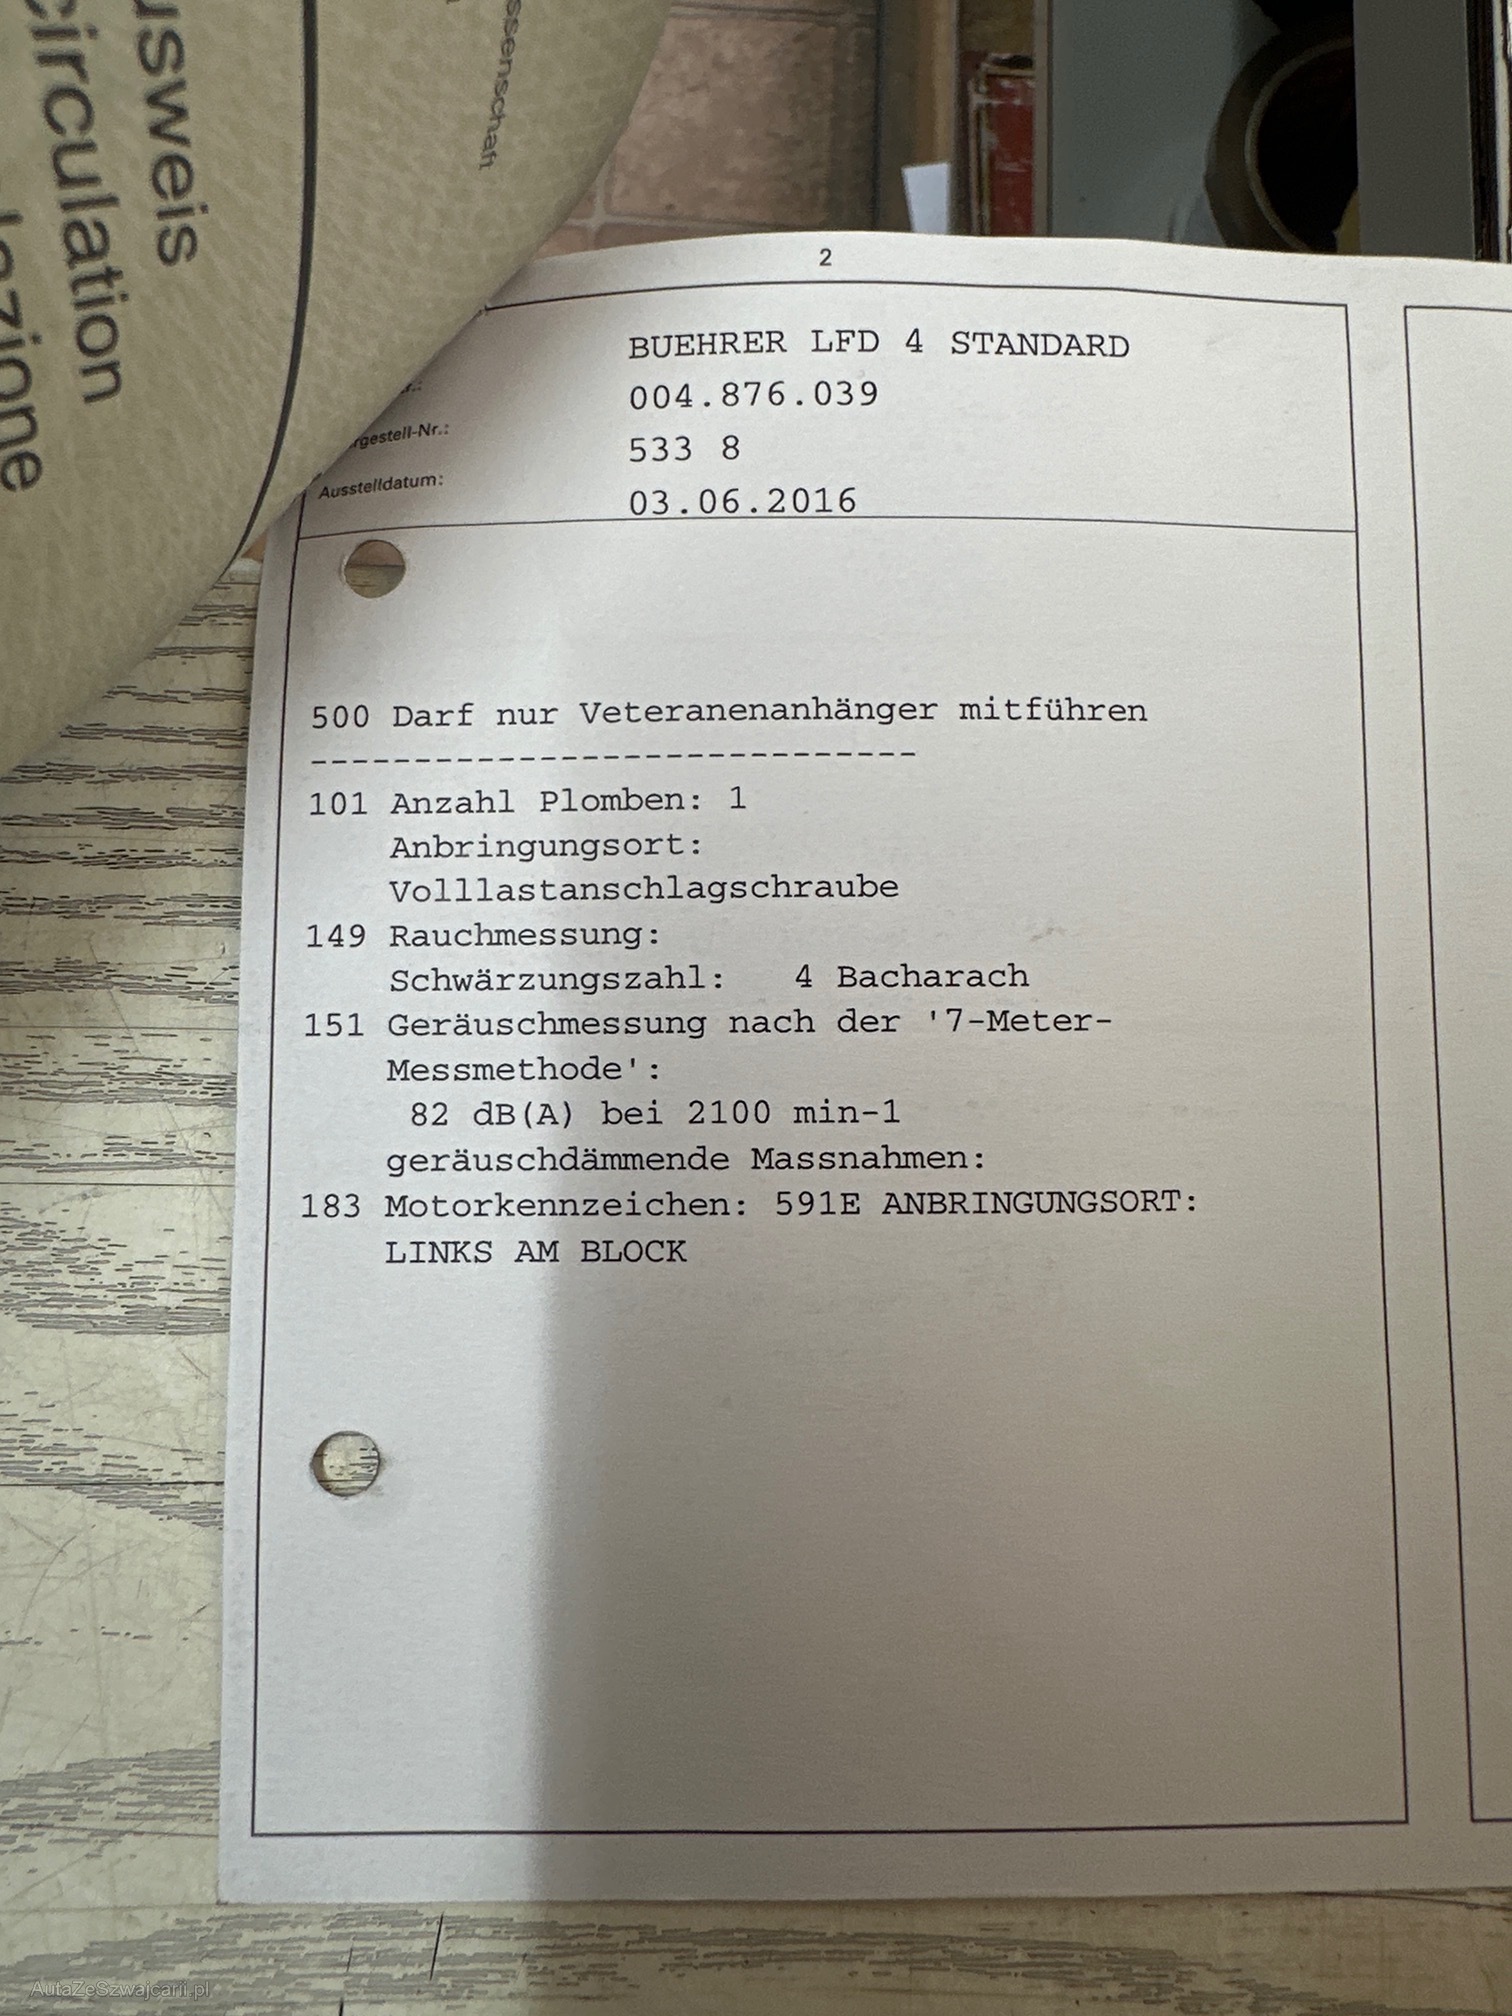 usweis
circulation
ssenschaft
2
BUEHRER LFD 4 STANDARD
004.876.039
rgestell-Nr.: 533 8
Ausstelldatum: 03.06.2016
500 Darf nur Veteranenanhänger mitführen
-----------------------------
101 Anzahl Plomben: 1
Anbringungsort:
Volllastanschlagschraube
149 Rauchmessung:
Schwärzungszahl: 4 Bacharach
151 Geräuschmessung nach der '7-Meter-
Messmethode':
82 dB(A) bei 2100 min-1
geräuschdämmende Massnahmen:
183 Motorkennzeichen: 591E ANBRINGUNGSORT:
LINKS AM BLOCK
AutaZeSzwajcarii.pl